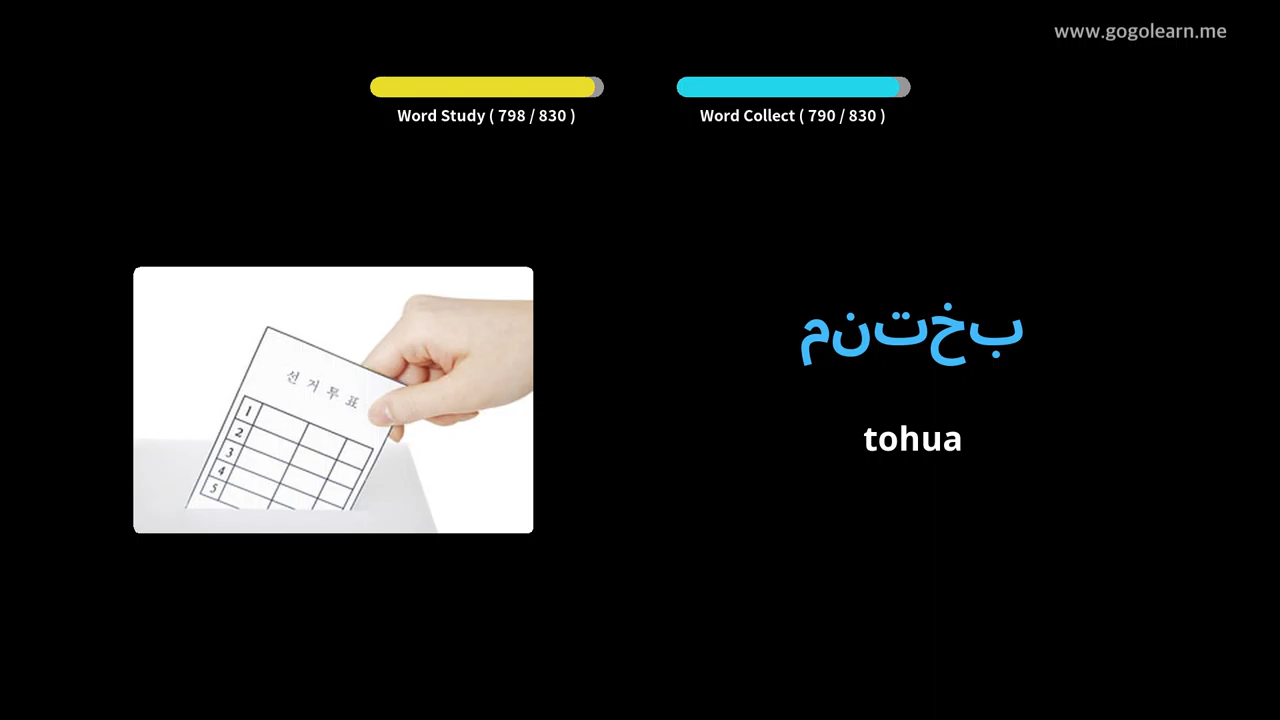 www.gogolearn.me
Word Study ( 798 / 830 )
Word Collect ( 790 / 830 )
선거투표
1
2
3
4
5
بختنم
tohua